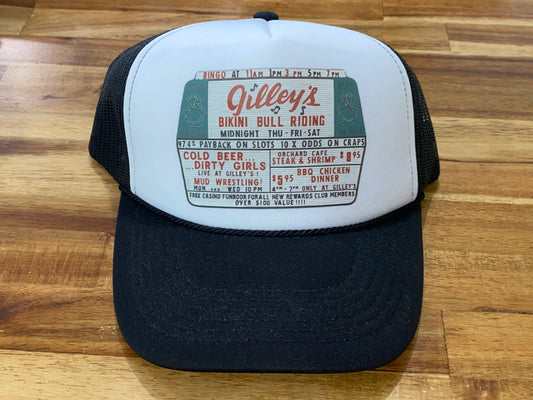 BINGO AT 11AM 1PM 3PM 5PM 7PM
Gilley's
BIKINI BULL RIDING
MIDNIGHT THU-FRI-SAT
97.4% PAYBACK ON SLOTS 10 X ODDS ON CRAPS
COLD BEER...
...DIRTY GIRLS
LIVE AT GILLEY'S!
MUD WRESTLING!
MON ... WED 10PM
ORCHARD CAFE
STEAK & SHRIMP $8.95
$5.95 BBQ CHICKEN
DINNER
4PM - 7PM ONLY AT GILLEY'S
FREE CASINO FUNBOOK FOR ALL NEW REWARDS CLUB MEMBERS
OVER $100 VALUE!!!!